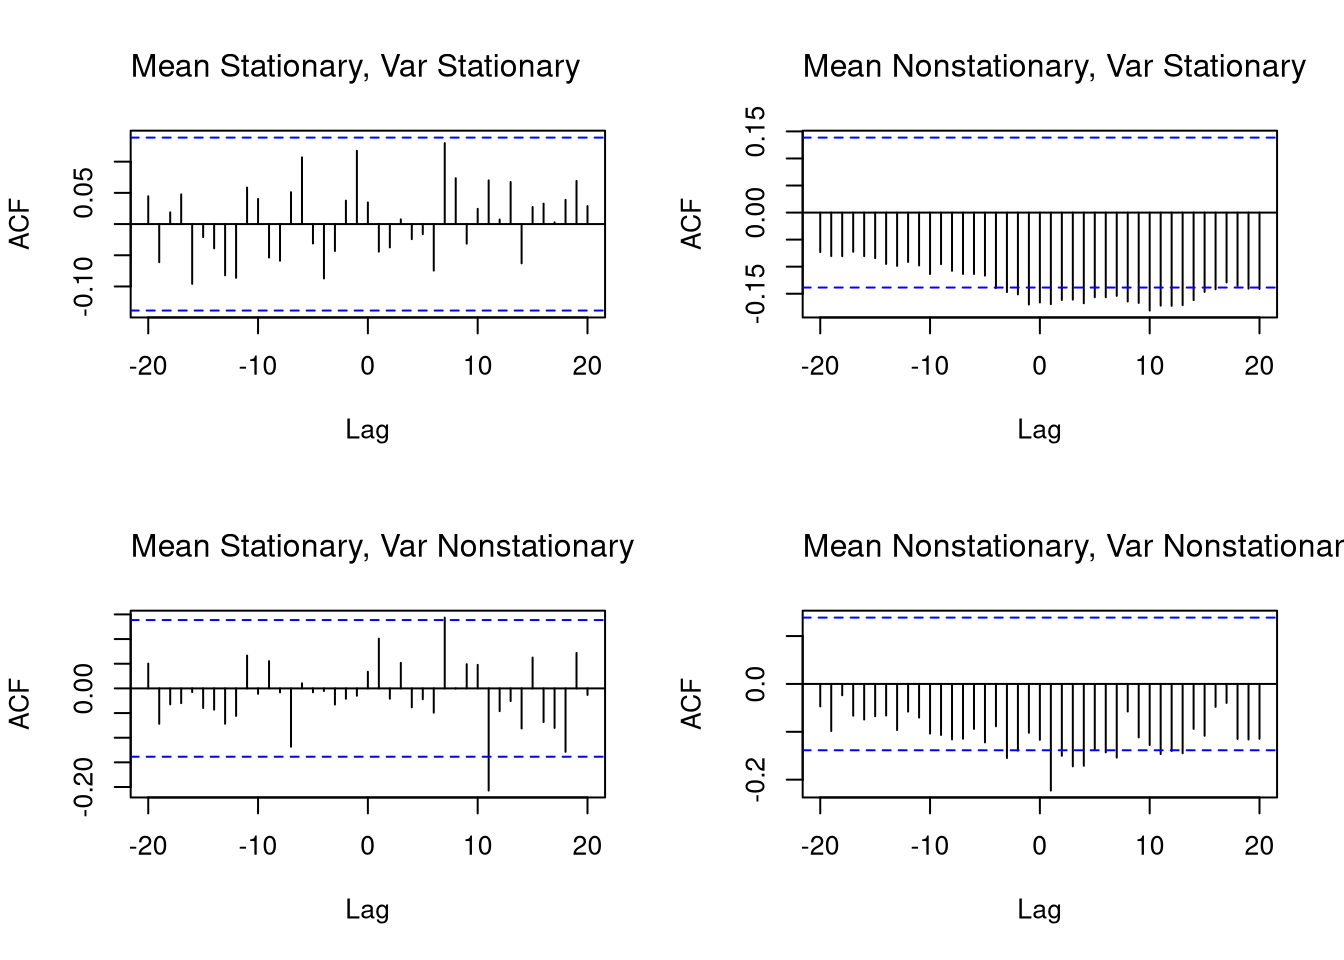 Mean Stationary, Var Stationary
ACF
0.05
-0.10
-20 -10 0 10 20
Lag
Mean Nonstationary, Var Stationary
ACF
0.15
0.00
-0.15
-20 -10 0 10 20
Lag
Mean Stationary, Var Nonstationary
ACF
0.00
-0.20
-20 -10 0 10 20
Lag
Mean Nonstationary, Var Nonstationar
ACF
0.0
-0.2
-20 -10 0 10 20
Lag